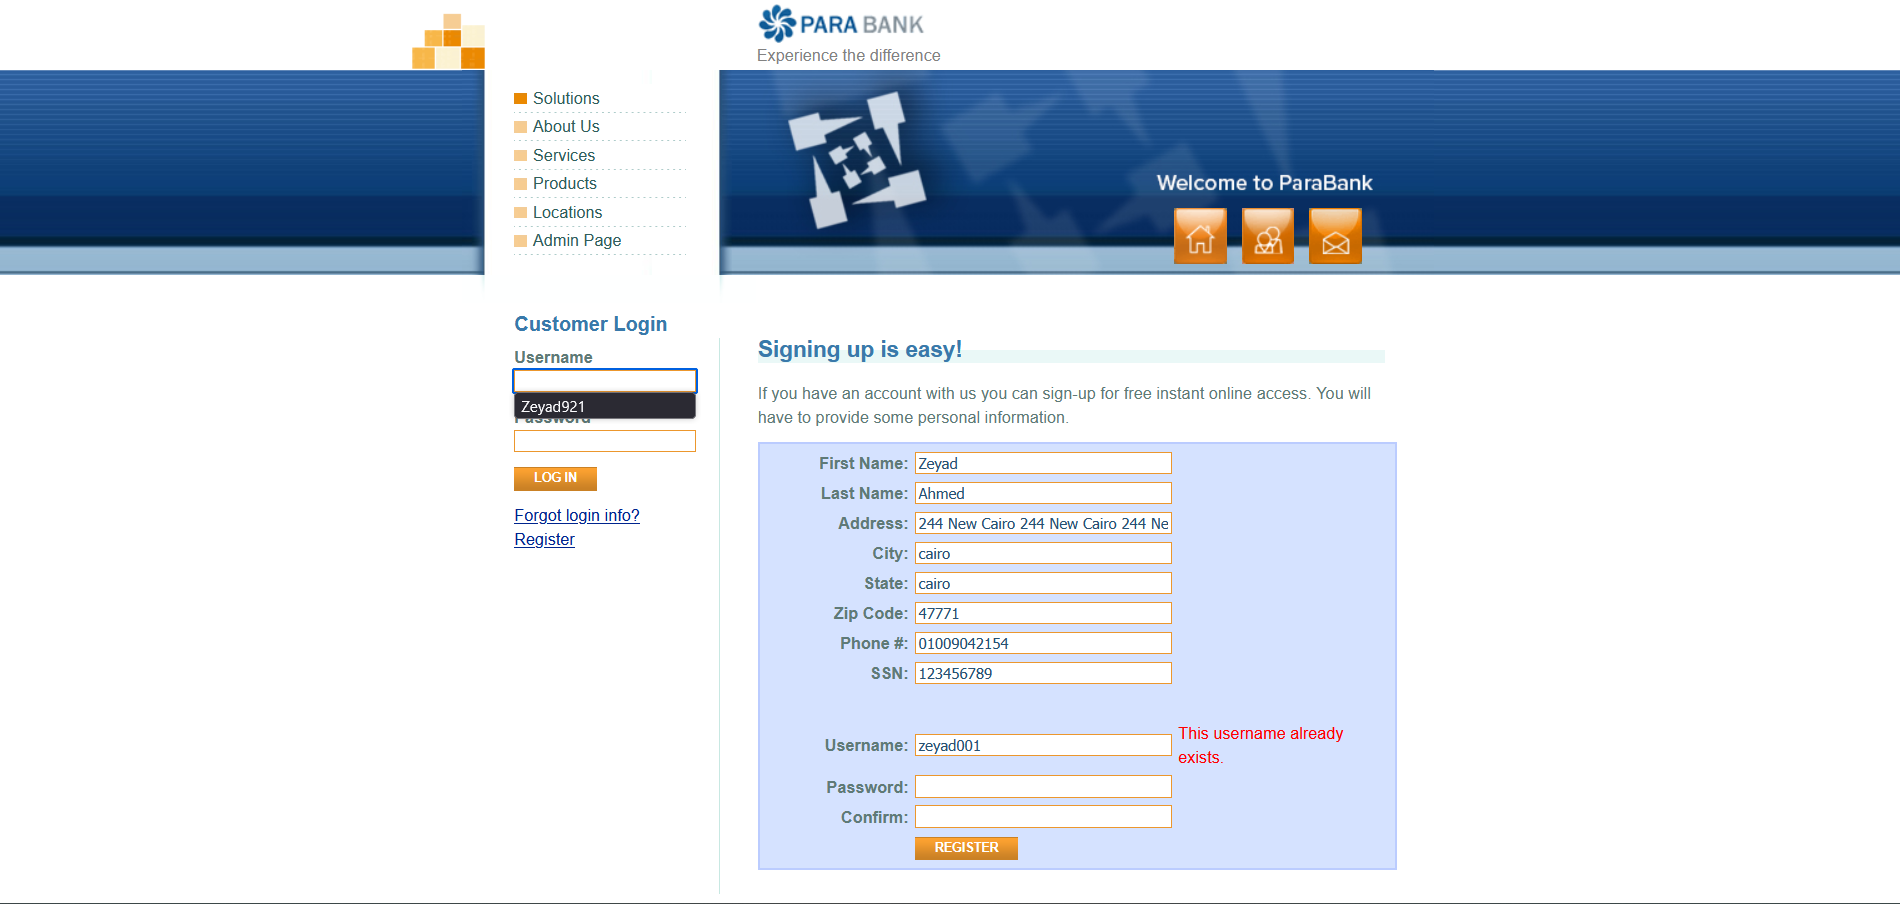 PARA BANK
Experience the difference
Solutions
About Us
Services
Products
Locations
Admin Page
Welcome to ParaBank
Customer Login
Username
Zeyad921
Password
LOG IN
Forgot login info?
Register
Signing up is easy!
If you have an account with us you can sign-up for free instant online access. You will
have to provide some personal information.
First Name: Zeyad
Last Name: Ahmed
Address: 244 New Cairo 244 New Cairo 244 Ne
City: cairo
State: cairo
Zip Code: 47771
Phone #: 01009042154
SSN: 123456789
Username: zeyad001 This username already
exists.
Password:
Confirm:
REGISTER